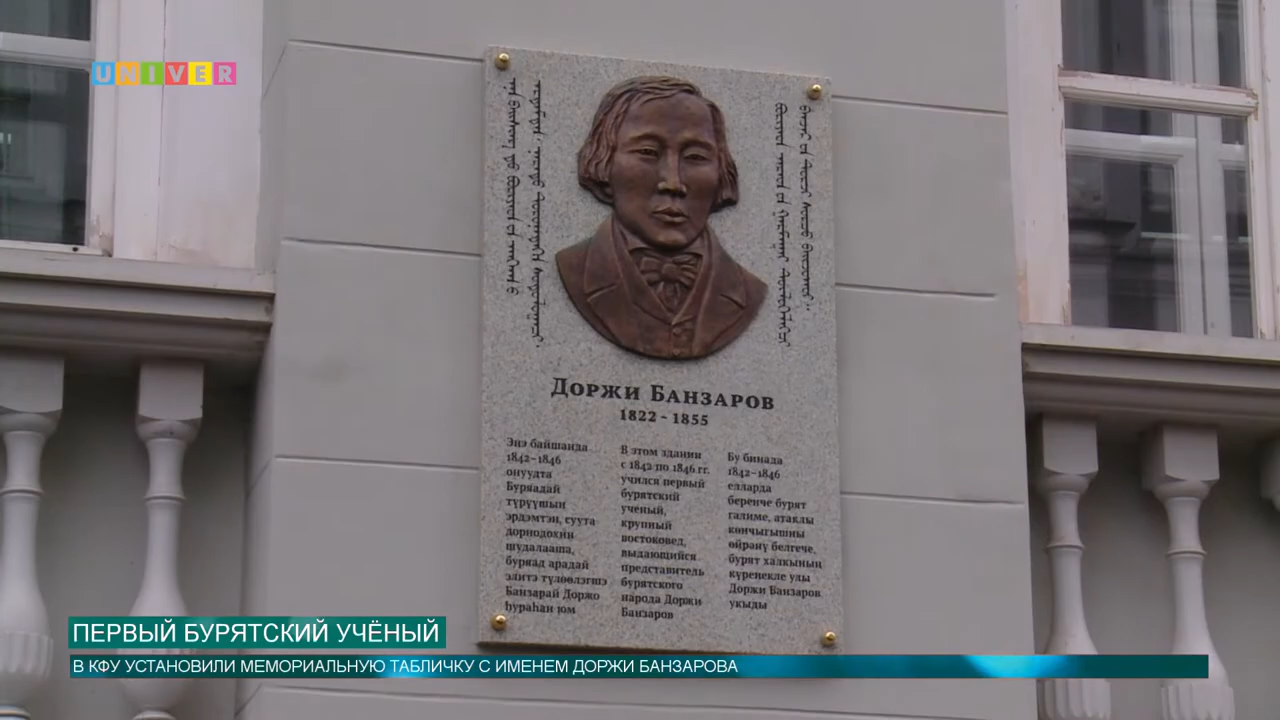 UNIVER
Доржи Банзаров
1822 - 1855
Энэ байшанда
1842–1846
онуудта
Буряадай
түрүүшын
эрдэмтэн, суута
дорнодохин
шудалааша,
буряад арадай
элитэ түлөөлэгшэ
Банзарай Доржо
һураһан юм
В этом здании
с 1842 по 1846 гг.
учился первый
бурятский
ученый,
крупный
востоковед,
выдающийся
представитель
бурятского
народа Доржи
Банзаров
Бу бинада
1842–1846
елларда
беренче бурят
галиме, атаклы
көнчыгышны
өйрәнү белгече,
бурят халкының
күренекле улы
Доржи Банзаров
укыды
ПЕРВЫЙ БУРЯТСКИЙ УЧЁНЫЙ
В КФУ УСТАНОВИЛИ МЕМОРИАЛЬНУЮ ТАБЛИЧКУ С ИМЕНЕМ ДОРЖИ БАНЗАРОВА